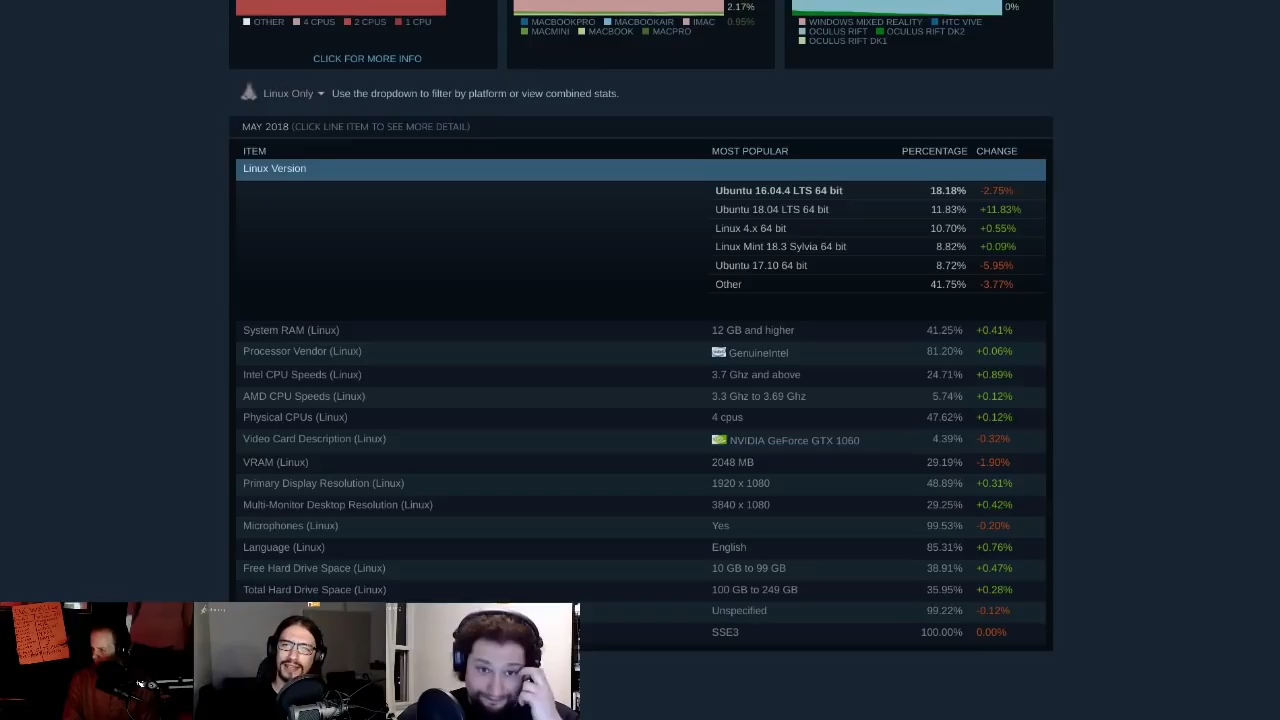 2.17%
0%
OTHER 4 CPUS 2 CPUS 1 CPU
MACBOOKPRO MACBOOKAIR IMAC 0.95%
MACMINI MACBOOK MACPRO
WINDOWS MIXED REALITY HTC VIVE
OCULUS RIFT OCULUS RIFT DK2
OCULUS RIFT DK1
CLICK FOR MORE INFO
Linux Only Use the dropdown to filter by platform or view combined stats.
MAY 2018 (CLICK LINE ITEM TO SEE MORE DETAIL)
ITEM MOST POPULAR PERCENTAGE CHANGE
Linux Version
Ubuntu 16.04.4 LTS 64 bit 18.18% -2.75%
Ubuntu 18.04 LTS 64 bit 11.83% +11.83%
Linux 4.x 64 bit 10.70% +0.55%
Linux Mint 18.3 Sylvia 64 bit 8.82% +0.09%
Ubuntu 17.10 64 bit 8.72% -5.95%
Other 41.75% -3.77%
System RAM (Linux) 12 GB and higher 41.25% +0.41%
Processor Vendor (Linux) GenuineIntel 81.20% +0.06%
Intel CPU Speeds (Linux) 3.7 Ghz and above 24.71% +0.89%
AMD CPU Speeds (Linux) 3.3 Ghz to 3.69 Ghz 5.74% +0.12%
Physical CPUs (Linux) 4 cpus 47.62% +0.12%
Video Card Description (Linux) NVIDIA GeForce GTX 1060 4.39% -0.32%
VRAM (Linux) 2048 MB 29.19% -1.90%
Primary Display Resolution (Linux) 1920 x 1080 48.89% +0.31%
Multi-Monitor Desktop Resolution (Linux) 3840 x 1080 29.25% +0.42%
Microphones (Linux) Yes 99.53% -0.20%
Language (Linux) English 85.31% +0.76%
Free Hard Drive Space (Linux) 10 GB to 99 GB 38.91% +0.47%
Total Hard Drive Space (Linux) 100 GB to 249 GB 35.95% +0.28%
Unspecified 99.22% -0.12%
SSE3 100.00% 0.00%